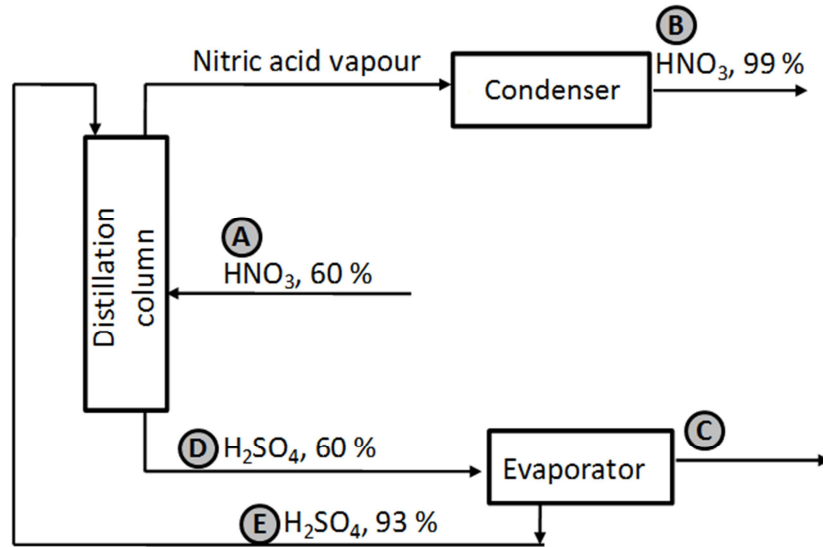 B
Nitric acid vapour
HNO₃, 99 %
Condenser
A
HNO₃, 60 %
Distillation
column
C
D H₂SO₄, 60 %
Evaporator
E H₂SO₄, 93 %